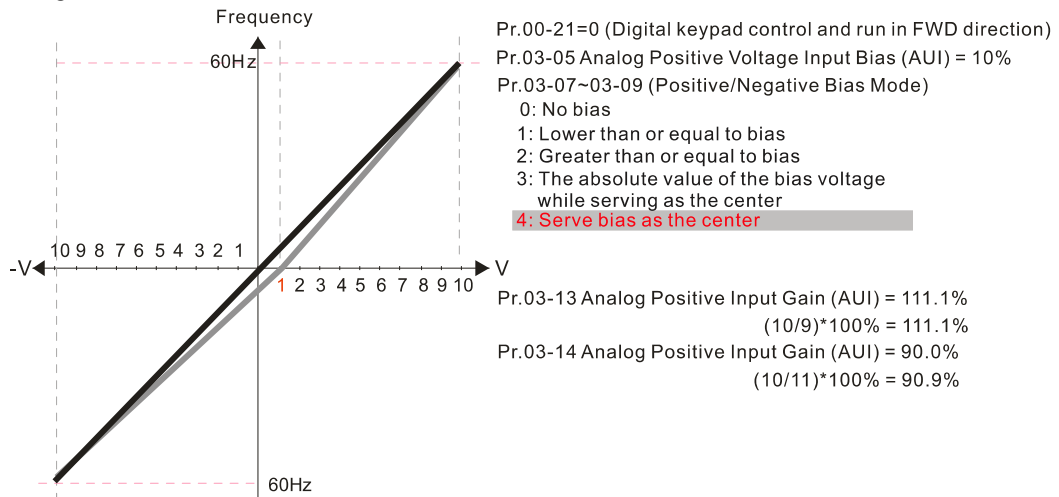 Frequency
60Hz
10 9 8 7 6 5 4 3 2 1
-V
V
1 2 3 4 5 6 7 8 9 10
60Hz
Pr.00-21=0 (Digital keypad control and run in FWD direction)
Pr.03-05 Analog Positive Voltage Input Bias (AUI) = 10%
Pr.03-07~03-09 (Positive/Negative Bias Mode)
0: No bias
1: Lower than or equal to bias
2: Greater than or equal to bias
3: The absolute value of the bias voltage
while serving as the center
4: Serve bias as the center
Pr.03-13 Analog Positive Input Gain (AUI) = 111.1%
(10/9)*100% = 111.1%
Pr.03-14 Analog Positive Input Gain (AUI) = 90.0%
(10/11)*100% = 90.9%